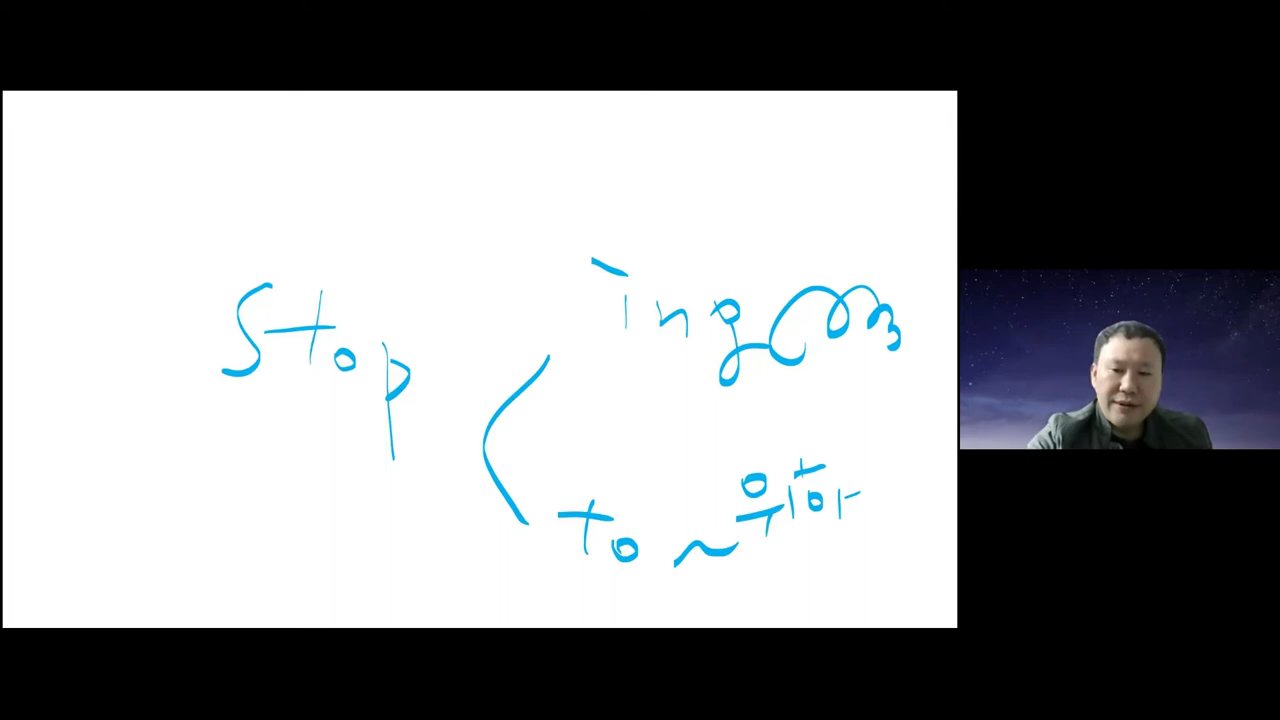 Stop
ing
to ~ 위하